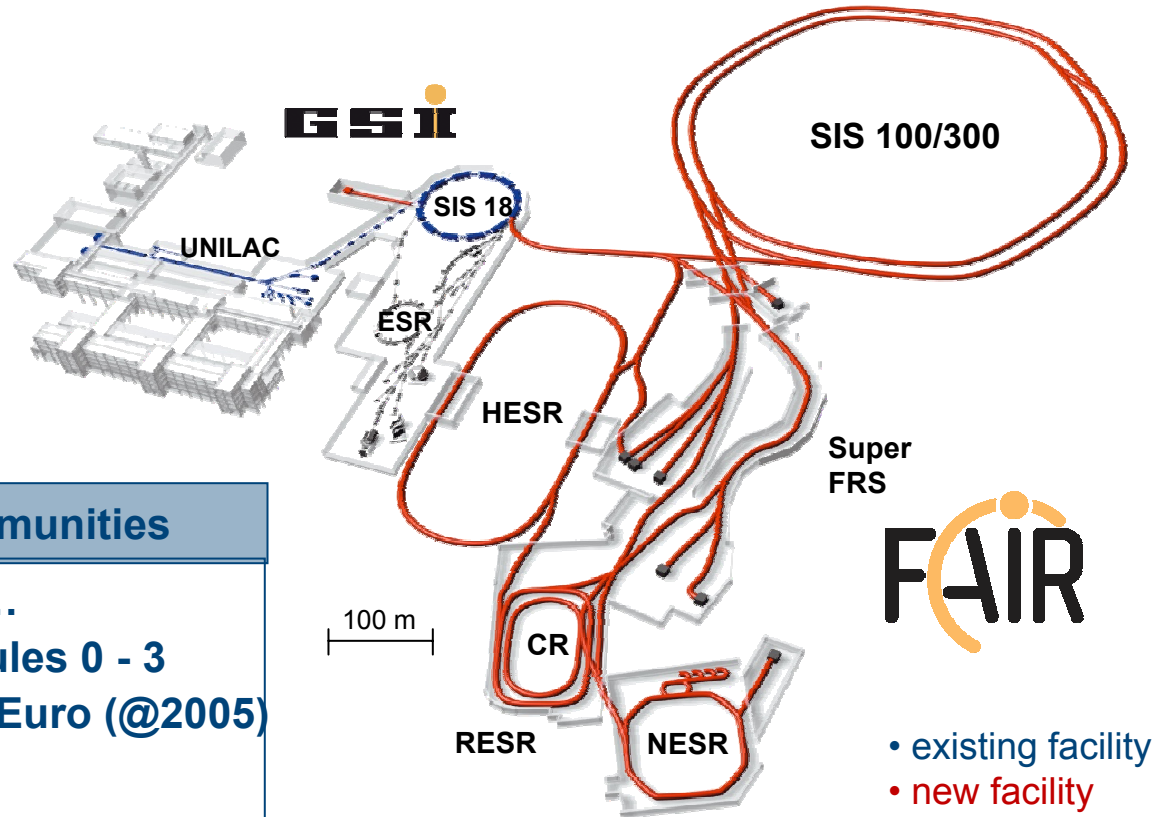 GSI
SIS 100/300
SIS 18
UNILAC
ESR
HESR
Super
FRS
munities
FAIR
..
ules 0 - 3
100 m
CR
Euro (@2005)
RESR
NESR
• existing facility
• new facility